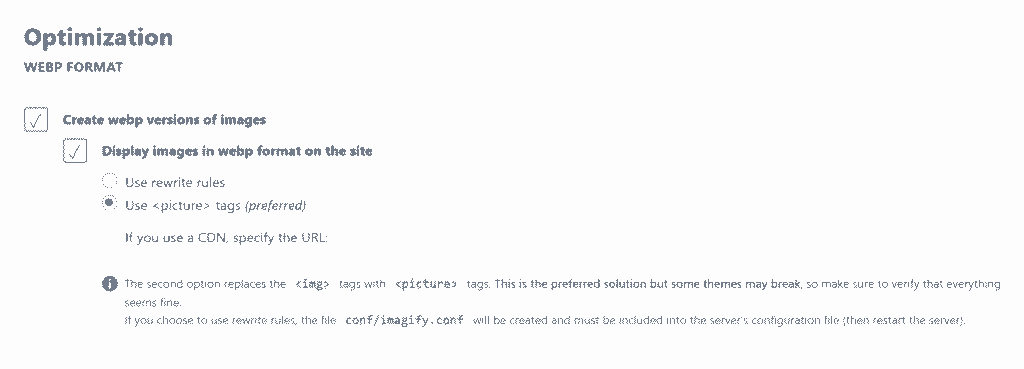 Optimization
WEBP FORMAT
Create webp versions of images
Display images in webp format on the site
Use rewrite rules
Use <picture> tags (preferred)
If you use a CDN, specify the URL:
The second option replaces the <img> tags with <picture> tags. This is the preferred solution but some themes may break, so make sure to verify that everything
seems fine.
If you choose to use rewrite rules, the file conf/imagify.conf will be created and must be included into the server's configuration file (then restart the server).